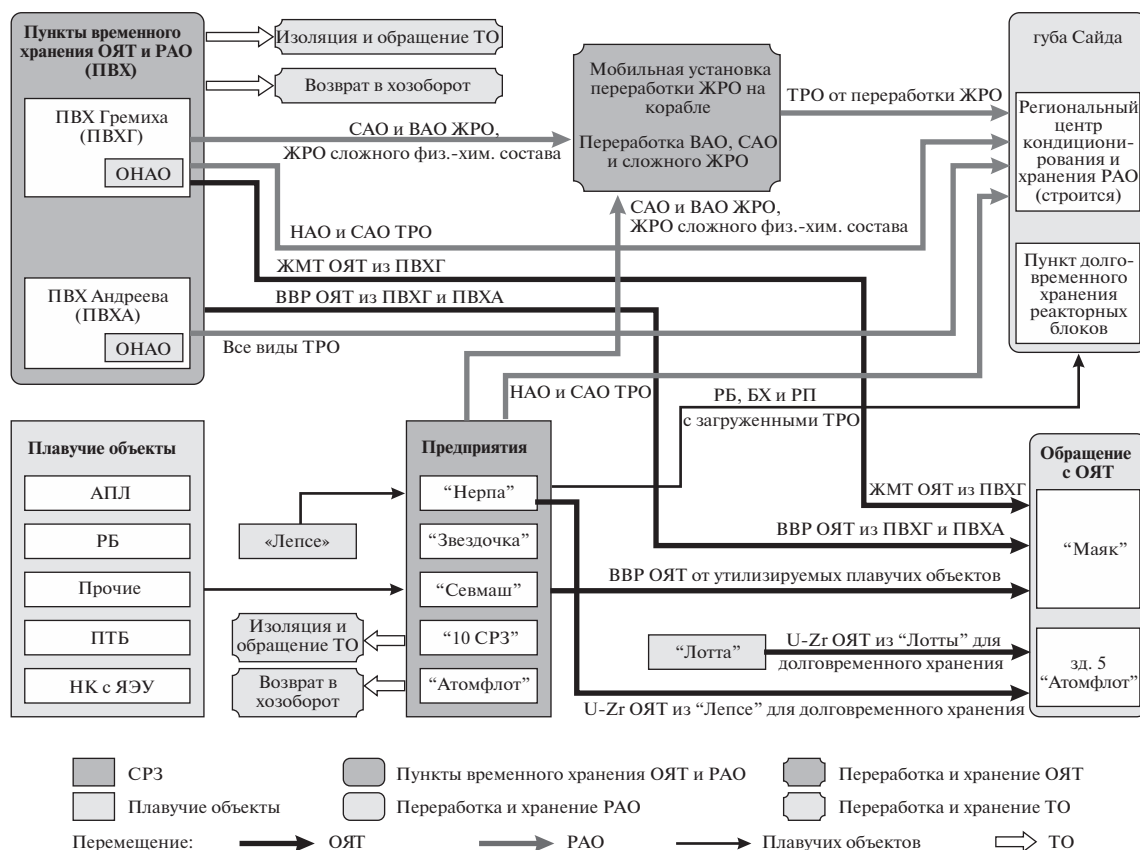 Пункты временного
хранения ОЯТ и РАО
(ПВХ)
ПВХ Гремиха
(ПВХГ)
ОНАО
ПВХ Андреева
(ПВХА)
ОНАО
Изоляция и обращение ТО
Возврат в хозоборот
САО и ВАО ЖРО,
ЖРО сложного физ.-хим. состава
Мобильная установка
переработки ЖРО на
корабле
Переработка ВАО, САО
и сложного ЖРО
ТРО от переработки ЖРО
губа Сайда
Региональный
центр
кондициони-
рования и
хранения РАО
(строится)
Пункт долго-
временного
хранения
реакторных
блоков
САО и ВАО ЖРО,
ЖРО сложного физ.-хим. состава
НАО и САО ТРО
ЖМТ ОЯТ из ПВХГ
ВВР ОЯТ из ПВХГ и ПВХА
Все виды ТРО
НАО и САО ТРО
РБ, БХ и РП
с загруженными ТРО
Плавучие объекты
АПЛ
РБ
Прочие
ПТБ
НК с ЯЭУ
«Лепсе»
Изоляция и
обращение ТО
Возврат в
хозоборот
Предприятия
“Нерпа”
“Звездочка”
“Севмаш”
“10 СРЗ”
“Атомфлот”
Обращение
с ОЯТ
“Маяк”
зд. 5
“Атомфлот”
ЖМТ ОЯТ из ПВХГ
ВВР ОЯТ из ПВХГ и ПВХА
ВВР ОЯТ от утилизируемых плавучих объектов
“Лотта”
U-Zr ОЯТ из “Лотты” для
долговременного хранения
U-Zr ОЯТ из “Лепсе” для долговременного хранения
СРЗ
Пункты временного хранения ОЯТ и РАО
Переработка и хранение ОЯТ
Плавучие объекты
Переработка и хранение РАО
Переработка и хранение ТО
Перемещение:
ОЯТ
РАО
Плавучих объектов
ТО